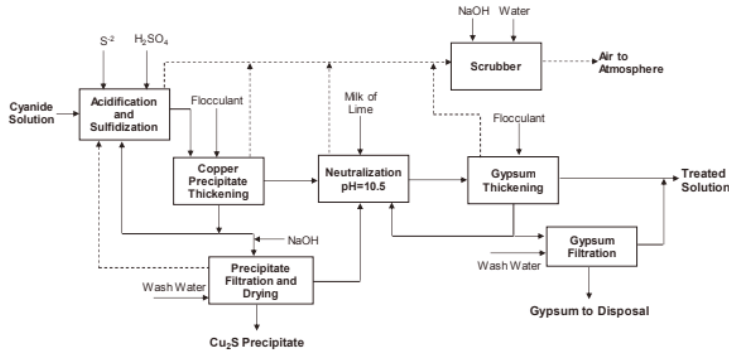 NaOH
Water
S⁻²
H₂SO₄
Scrubber
Air to
Atmosphere
Cyanide
Solution
Acidification
and
Sulfidization
Flocculant
Milk of
Lime
Flocculant
Copper
Precipitate
Thickening
Neutralization
pH=10.5
Gypsum
Thickening
Treated
Solution
NaOH
Gypsum
Filtration
Wash Water
Precipitate
Filtration and
Drying
Wash Water
Gypsum to Disposal
Cu₂S Precipitate